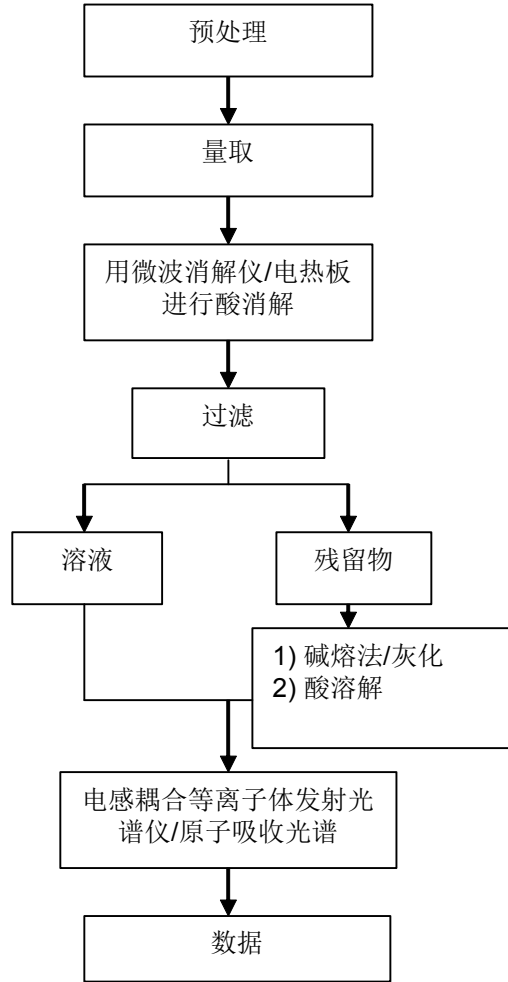 预处理
量取
用微波消解仪/电热板
进行酸消解
过滤
溶液
残留物
1) 碱熔法/灰化
2) 酸溶解
电感耦合等离子体发射光
谱仪/原子吸收光谱
数据